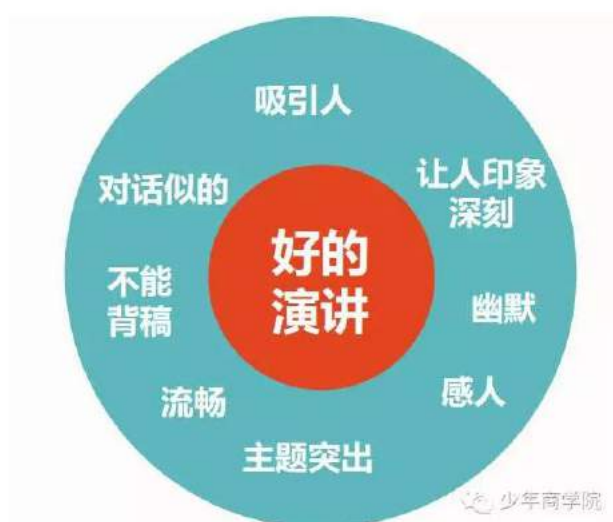 吸引人
对话似的
让人印象
深刻
好的
演讲
不能
背稿
幽默
流畅
感人
主题突出
少年商学院